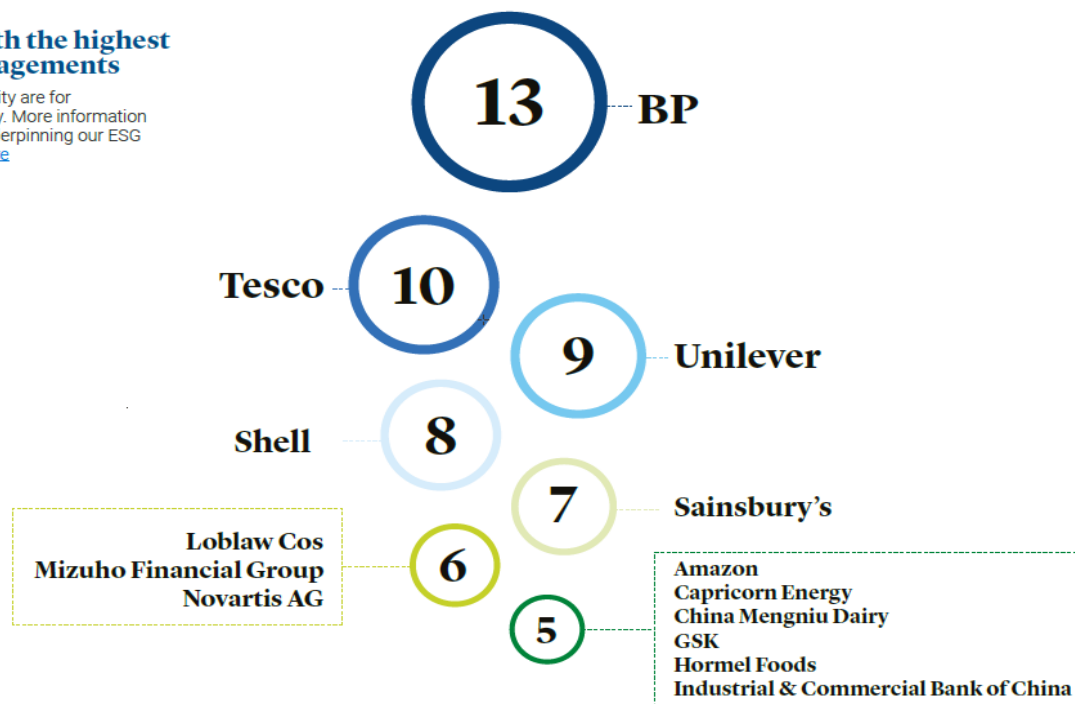 th the highest
agements
ity are for
y. More information
erpinning our ESG
e
13
BP
Tesco
10
9
Unilever
Shell
8
7
Sainsbury's
Loblaw Cos
Mizuho Financial Group
Novartis AG
6
5
Amazon
Capricorn Energy
China Mengniu Dairy
GSK
Hormel Foods
Industrial & Commercial Bank of China